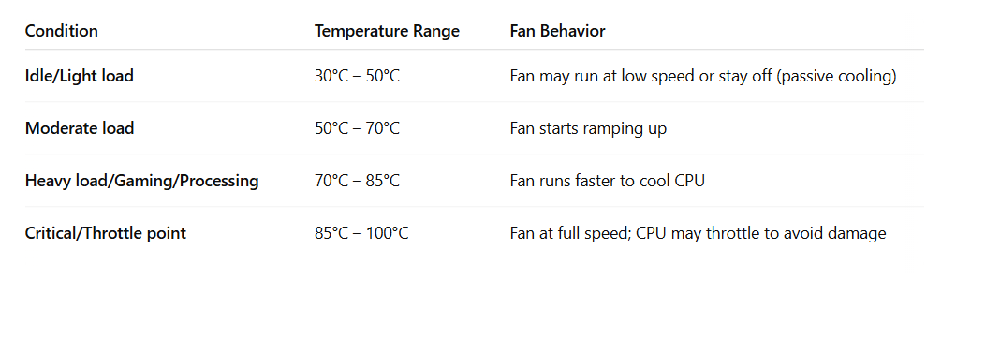 Condition Temperature Range Fan Behavior
Idle/Light load 30°C – 50°C Fan may run at low speed or stay off (passive cooling)
Moderate load 50°C – 70°C Fan starts ramping up
Heavy load/Gaming/Processing 70°C – 85°C Fan runs faster to cool CPU
Critical/Throttle point 85°C – 100°C Fan at full speed; CPU may throttle to avoid damage